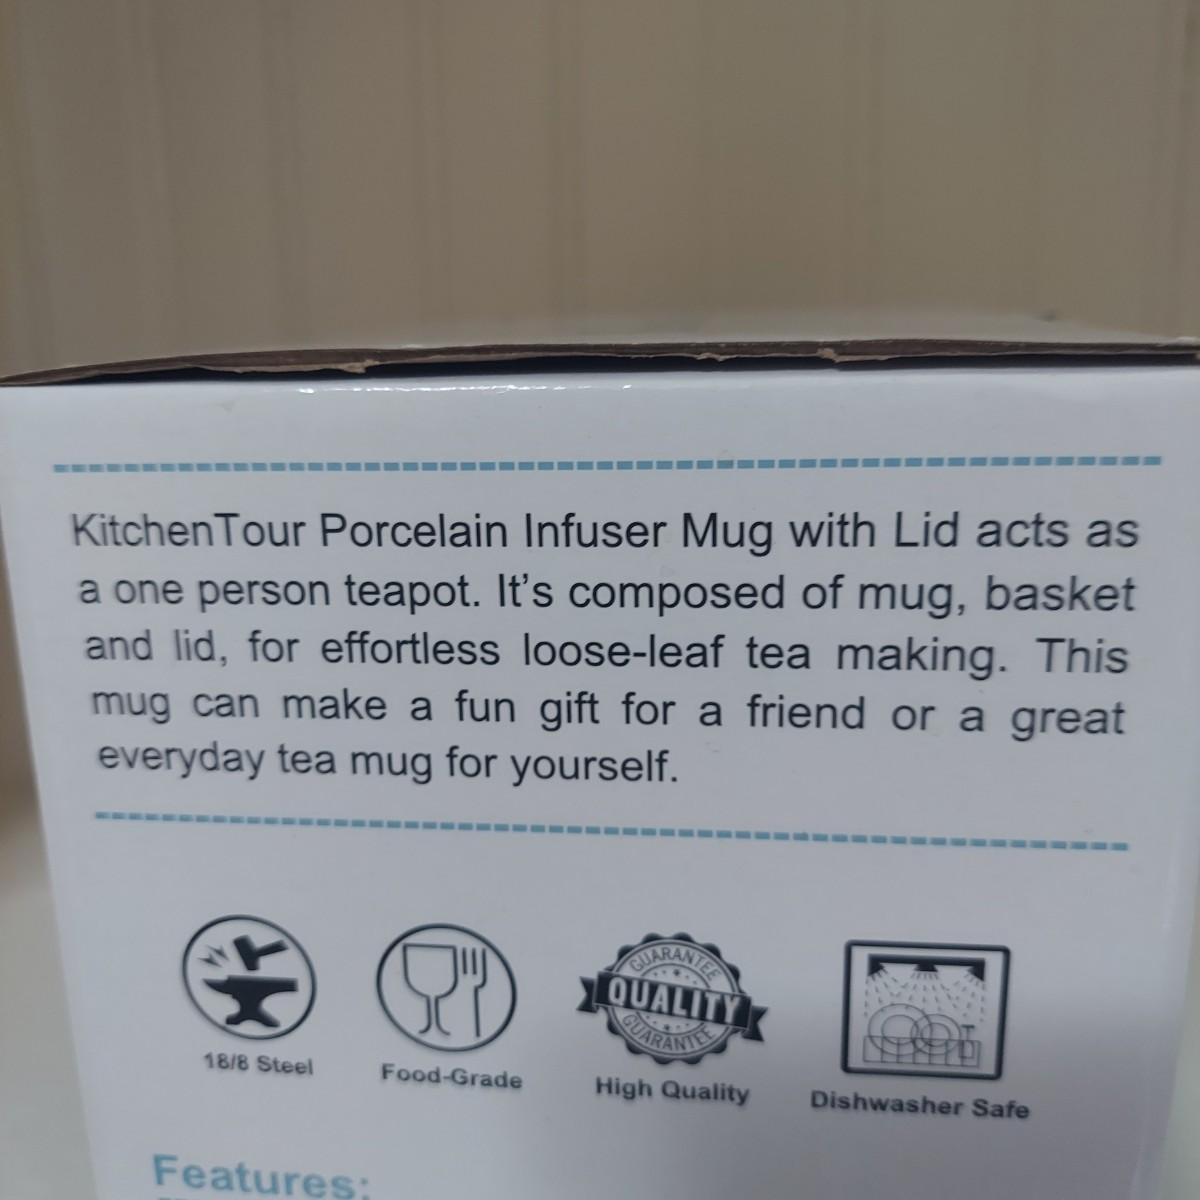 KitchenTour Porcelain Infuser Mug with Lid acts as
a one person teapot. It's composed of mug, basket
and lid, for effortless loose-leaf tea making. This
mug can make a fun gift for a friend or a great
everyday tea mug for yourself.
GUARANTEE
QUALITY
GUARANTEE
18/8 Steel
Food-Grade
High Quality
Dishwasher Safe
Features: